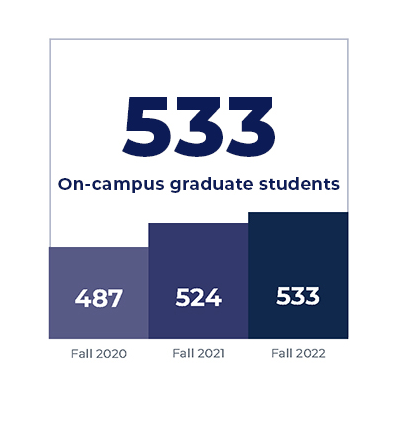 533
On-campus graduate students
487
524
533
Fall 2020
Fall 2021
Fall 2022